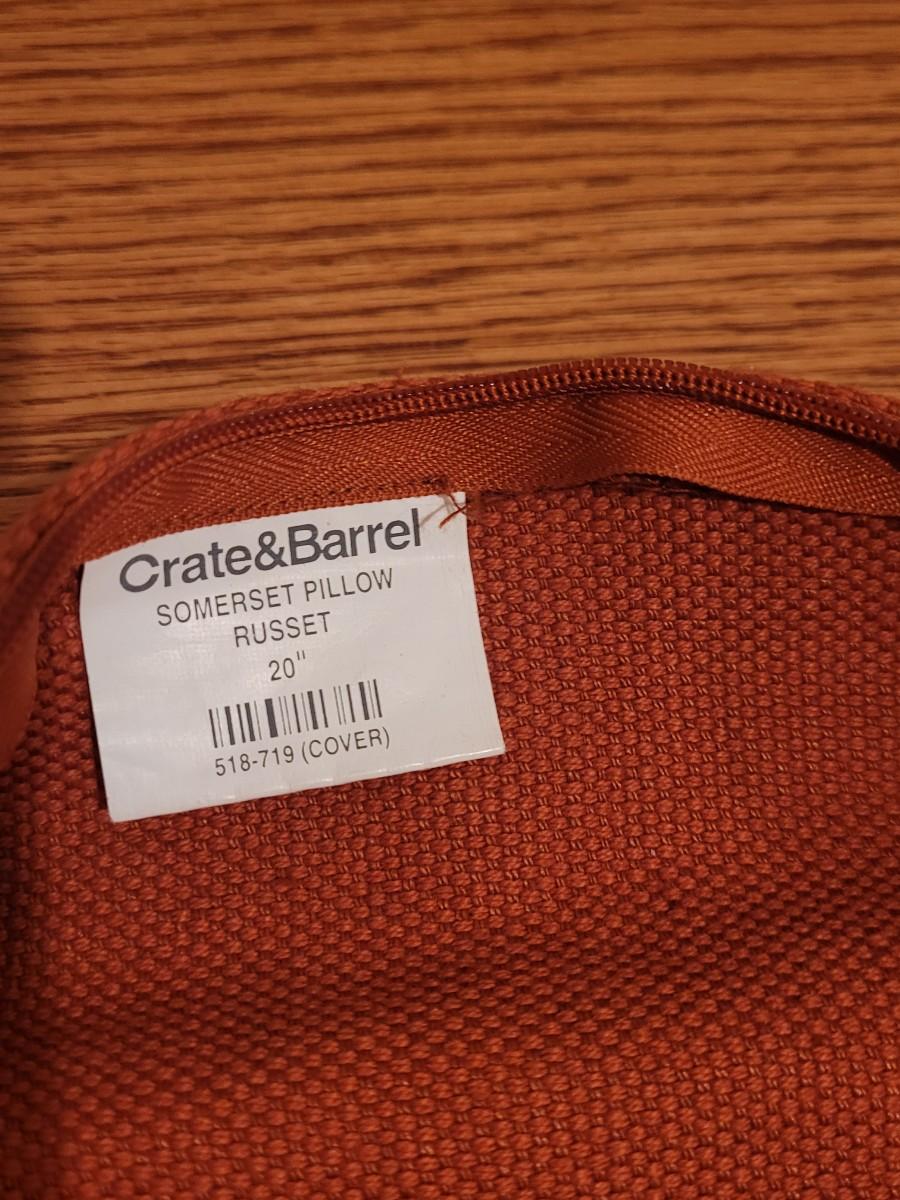 Crate&Barrel
SOMERSET PILLOW
RUSSET
20"
518-719 (COVER)